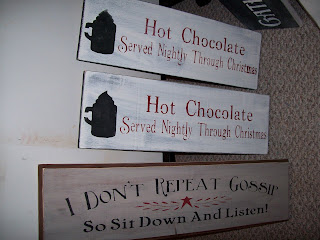 Hot Chocolate
Served Nightly Through Christmas
Hot Chocolate
Served Nightly Through Christmas
I Don't Repeat Gossip
So Sit Down And Listen!